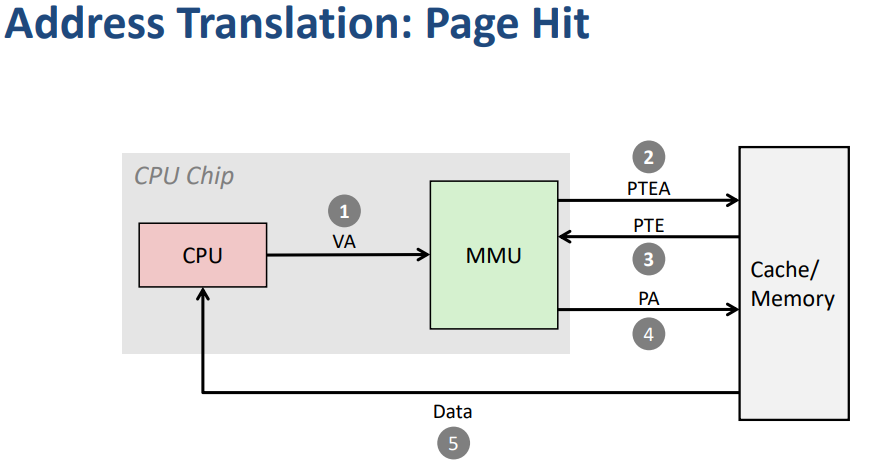 Address Translation: Page Hit
CPU Chip
2
PTEA
1
VA
PTE
CPU
MMU
3
Cache/
Memory
PA
4
Data
5